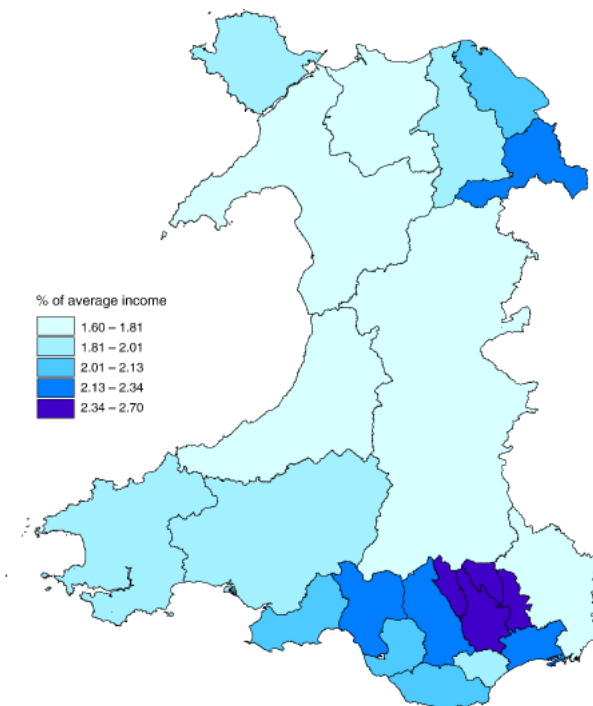 % of average income
1.60 – 1.81
1.81 – 2.01
2.01 – 2.13
2.13 – 2.34
2.34 – 2.70